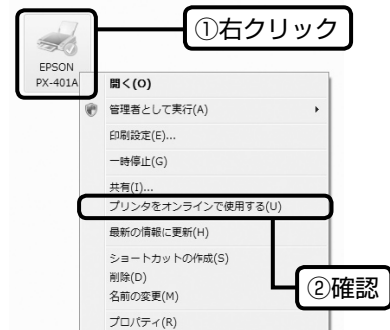 ①右クリック
EPSON
PX-401A
開く(O)
管理者として実行(A)
印刷設定(E)...
一時停止(G)
共有(I)...
プリンタをオンラインで使用する(U)
最新の情報に更新(H)
ショートカットの作成(S)
削除(D)
名前の変更(M)
②確認
プロパティ(R)